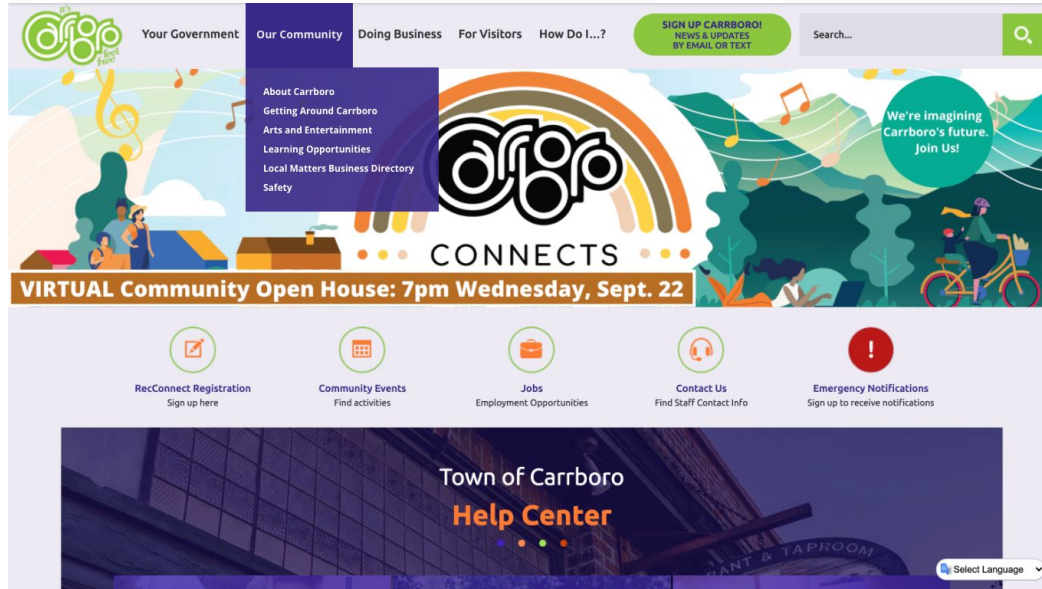 it's
Carrboro
feel
free
Your Government
Our Community
Doing Business
For Visitors
How Do I...?
SIGN UP CARRBORO!
NEWS & UPDATES
BY EMAIL OR TEXT
Search...
About Carrboro
Getting Around Carrboro
Arts and Entertainment
Learning Opportunities
Local Matters Business Directory
Safety
Carrboro
CONNECTS
We're imagining
Carrboro's future.
Join Us!
VIRTUAL Community Open House: 7pm Wednesday, Sept. 22
RecConnect Registration
Sign up here
Community Events
Find activities
Jobs
Employment Opportunities
Contact Us
Find Staff Contact Info
!
Emergency Notifications
Sign up to receive notifications
Town of Carrboro
Help Center
& TAPROOM
Select Language